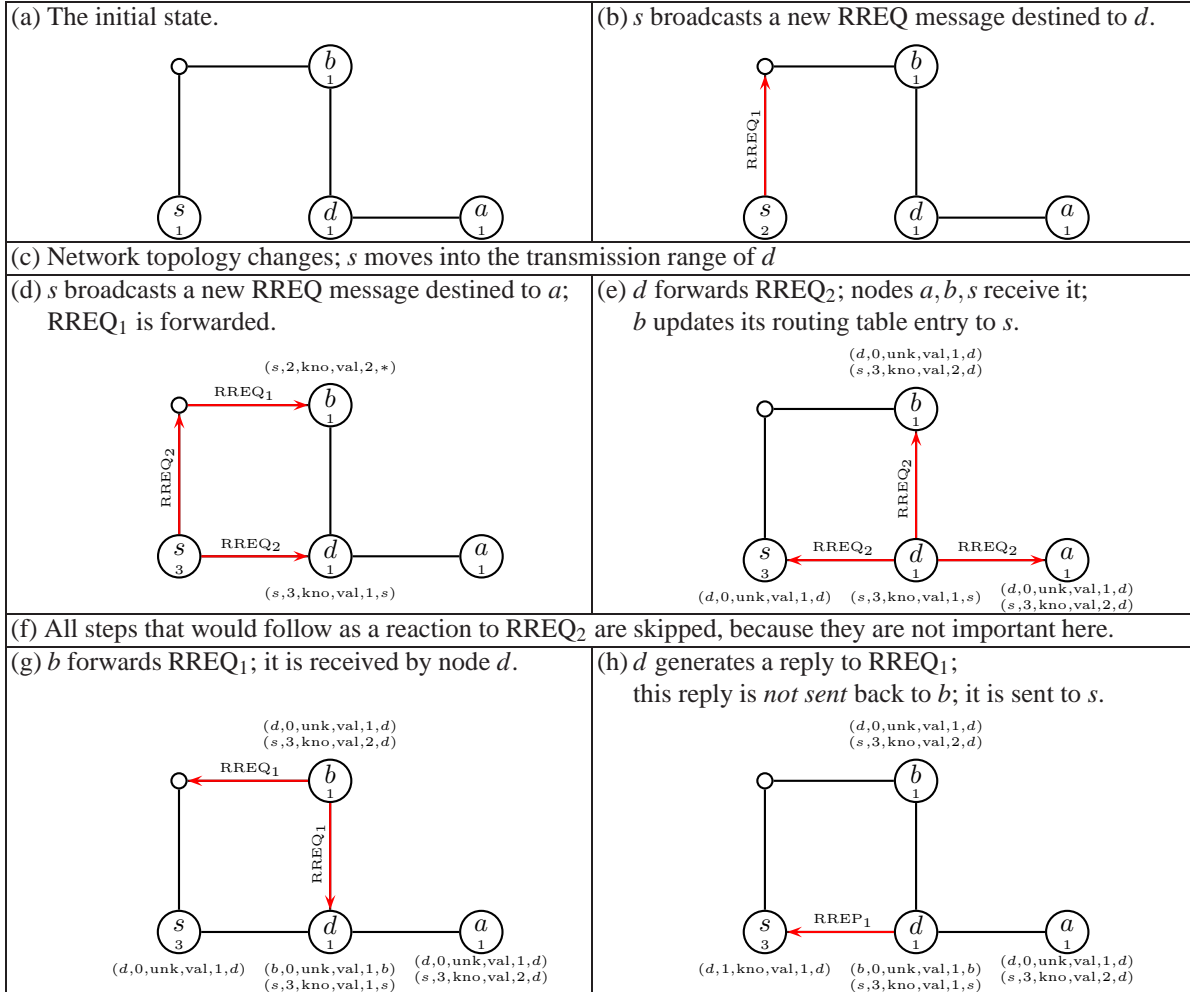 (a) The initial state.
b
1
s
1
d
1
a
1
(b) s broadcasts a new RREQ message destined to d.
b
1
RREQ₁
s
2
d
1
a
1
(c) Network topology changes; s moves into the transmission range of d
(d) s broadcasts a new RREQ message destined to a;
RREQ₁ is forwarded.
(s,2,kno,val,2,*)
RREQ₁
b
1
RREQ₂
s
3
RREQ₂
d
1
a
1
(s,3,kno,val,1,s)
(e) d forwards RREQ₂; nodes a,b,s receive it;
b updates its routing table entry to s.
(d,0,unk,val,1,d)
(s,3,kno,val,2,d)
b
1
RREQ₂
s
3
RREQ₂
d
1
RREQ₂
a
1
(d,0,unk,val,1,d)
(s,3,kno,val,1,s)
(d,0,unk,val,1,d)
(s,3,kno,val,2,d)
(f) All steps that would follow as a reaction to RREQ₂ are skipped, because they are not important here.
(g) b forwards RREQ₁; it is received by node d.
(d,0,unk,val,1,d)
(s,3,kno,val,2,d)
RREQ₁
b
1
RREQ₁
s
3
d
1
a
1
(d,0,unk,val,1,d)
(b,0,unk,val,1,b)
(s,3,kno,val,1,s)
(d,0,unk,val,1,d)
(s,3,kno,val,2,d)
(h) d generates a reply to RREQ₁;
this reply is not sent back to b; it is sent to s.
(d,0,unk,val,1,d)
(s,3,kno,val,2,d)
b
1
s
3
RREP₁
d
1
a
1
(d,1,kno,val,1,d)
(b,0,unk,val,1,b)
(s,3,kno,val,1,s)
(d,0,unk,val,1,d)
(s,3,kno,val,2,d)